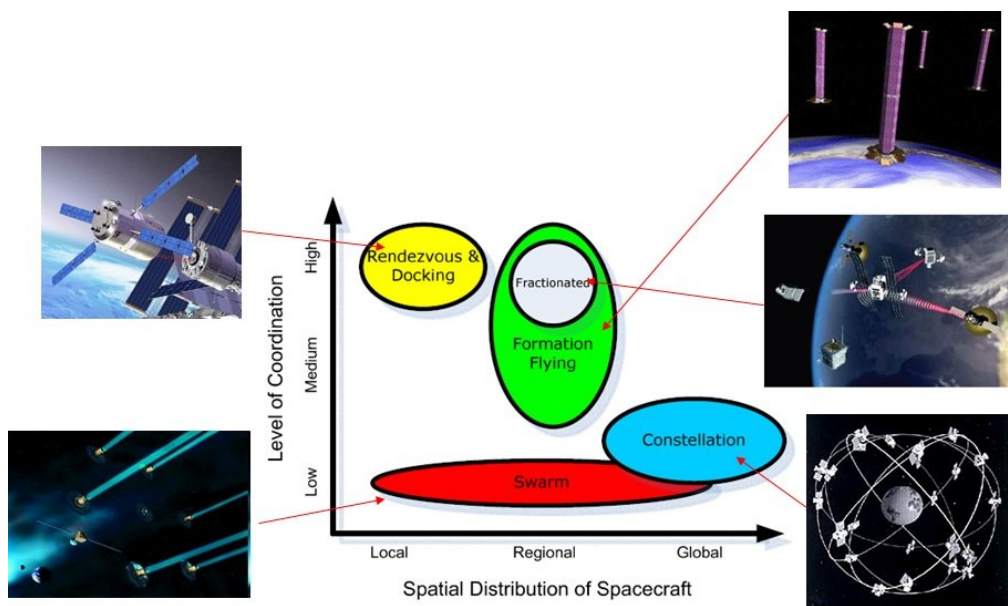 Level of Coordination
High
Medium
Low
Rendezvous &
Docking
Fractionated
Formation
Flying
Constellation
Swarm
Local
Regional
Global
Spatial Distribution of Spacecraft